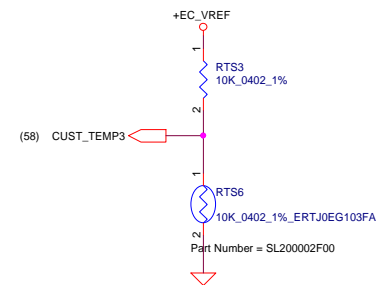 +EC_VREF
1
RTS3
10K_0402_1%
2
(58) CUST_TEMP3
1
RTS6
10K_0402_1%_ERTJ0EG103FA
2
Part Number = SL200002F00